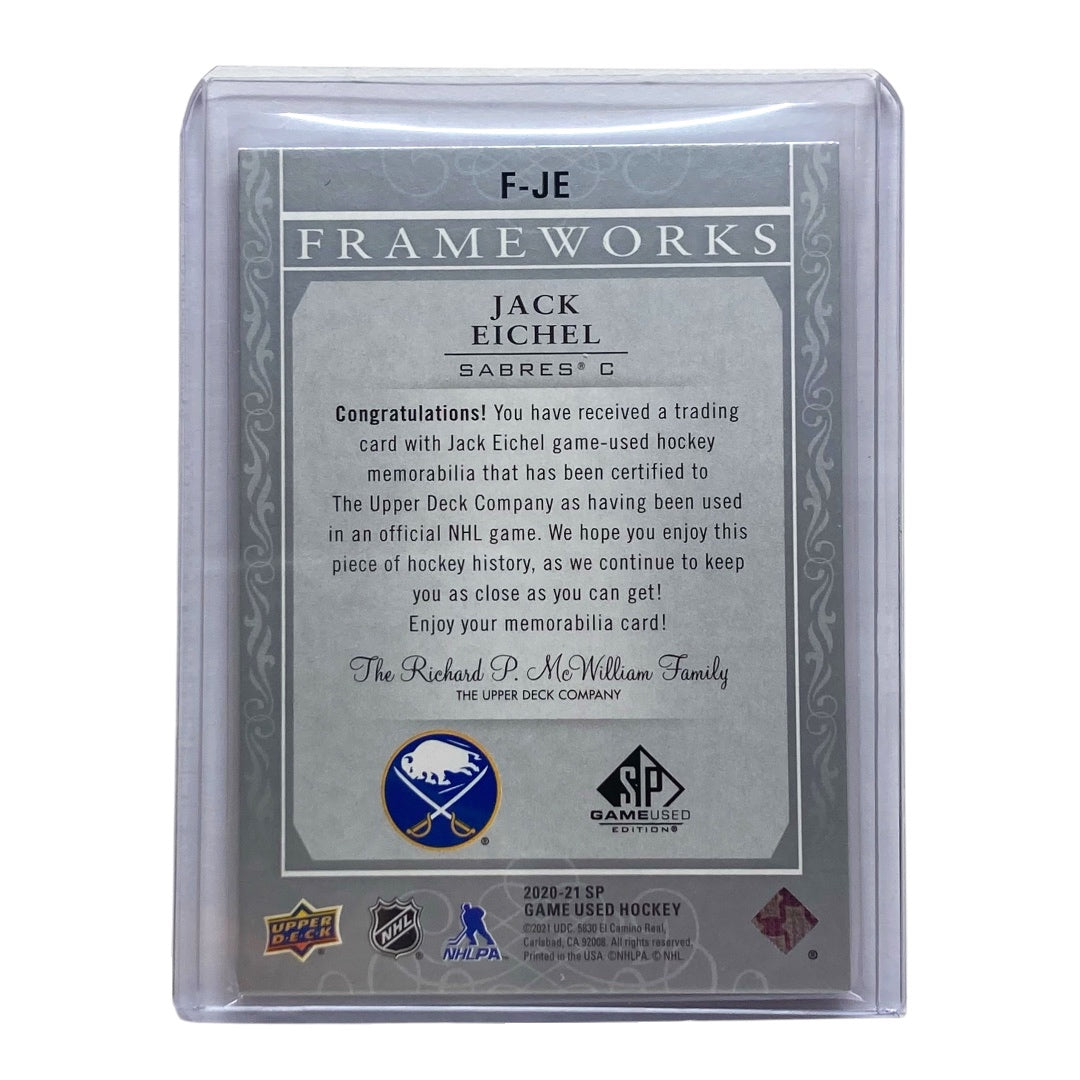 F-JE
FRAMEWORKS
JACK
EICHEL
SABRES® C
Congratulations! You have received a trading
card with Jack Eichel game-used hockey
memorabilia that has been certified to
The Upper Deck Company as having been used
in an official NHL game. We hope you enjoy this
piece of hockey history, as we continue to keep
you as close as you can get!
Enjoy your memorabilia card!
The Richard P. McWilliam Family
THE UPPER DECK COMPANY
®
SP
GAMEUSED
EDITION®
UPPER
DECK
®
NHL
®
NHLPA™
2020-21 SP
GAME USED HOCKEY
©2021 UDC. 5830 El Camino Real,
Carlsbad, CA 92008. All rights reserved.
Printed in the USA. ©NHLPA. © NHL.
®